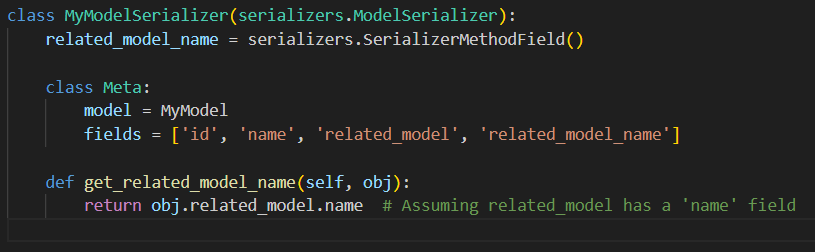 class MyModelSerializer(serializers.ModelSerializer):
    related_model_name = serializers.SerializerMethodField()

    class Meta:
        model = MyModel
        fields = ['id', 'name', 'related_model', 'related_model_name']

    def get_related_model_name(self, obj):
        return obj.related_model.name  # Assuming related_model has a 'name' field